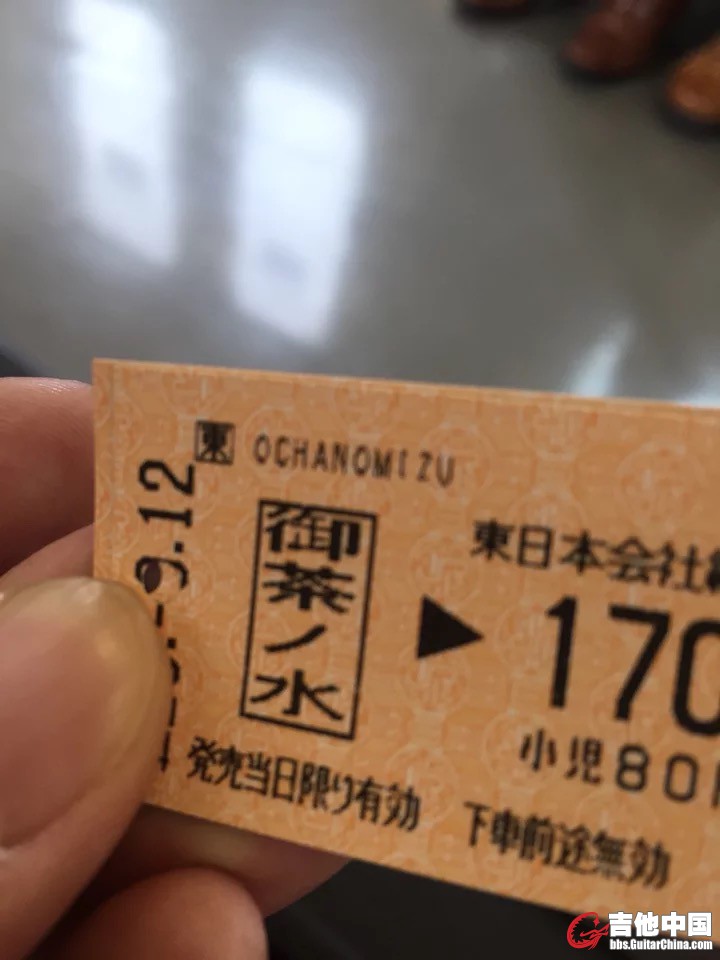 東 OCHANOMIZU
9.12
御茶ノ水
▶
東日本会社線
170
小児80円
発売当日限り有効
下車前途無効
吉他中国
bbs.GuitarChina.com